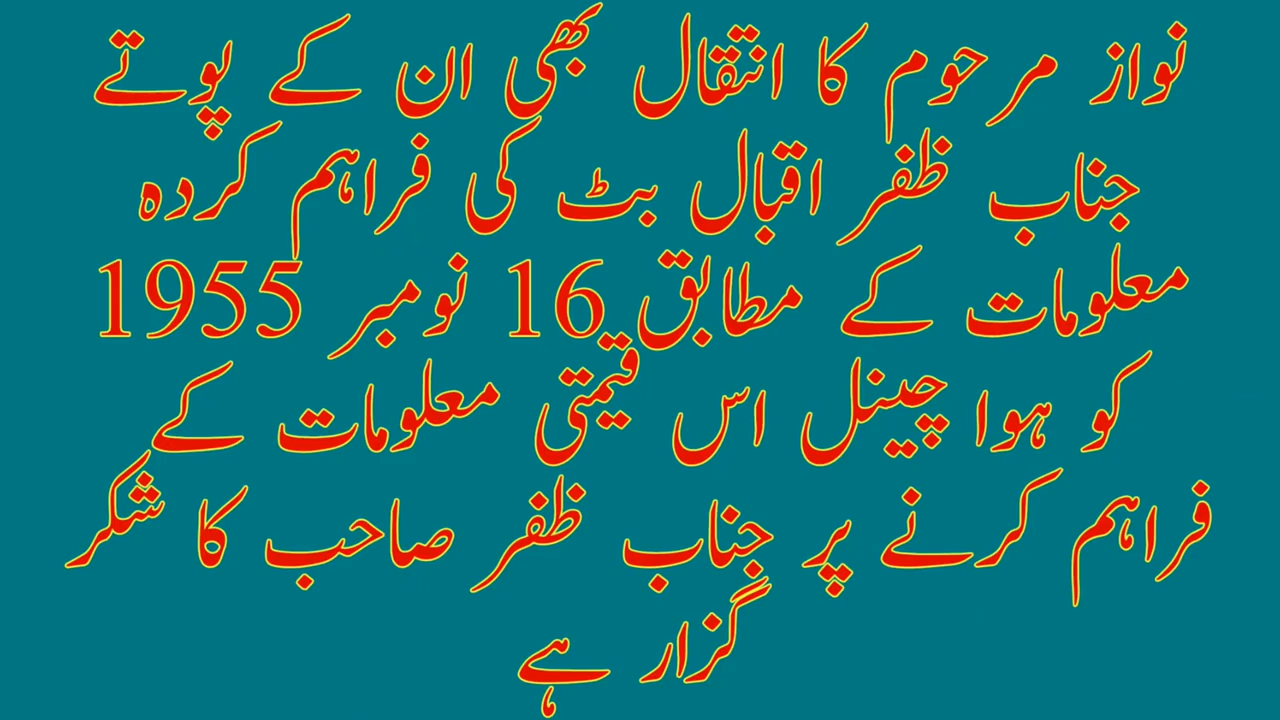 نواز مرحوم کا انتقال بھی ان کے پوتے
جناب ظفر اقبال بٹ کی فراہم کردہ
معلومات کے مطابق 16 نومبر 1955
کو ہوا چینل اس قیمتی معلومات کے
فراہم کرنے پر جناب ظفر صاحب کا شکر
گزار ہے